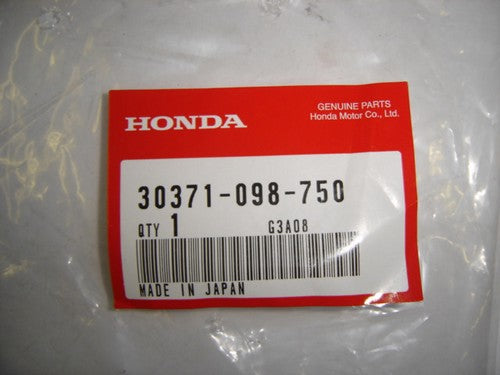 HONDA
GENUINE PARTS
Honda Motor Co., Ltd.
30371-098-750
QTY 1 G3A08
MADE IN JAPAN